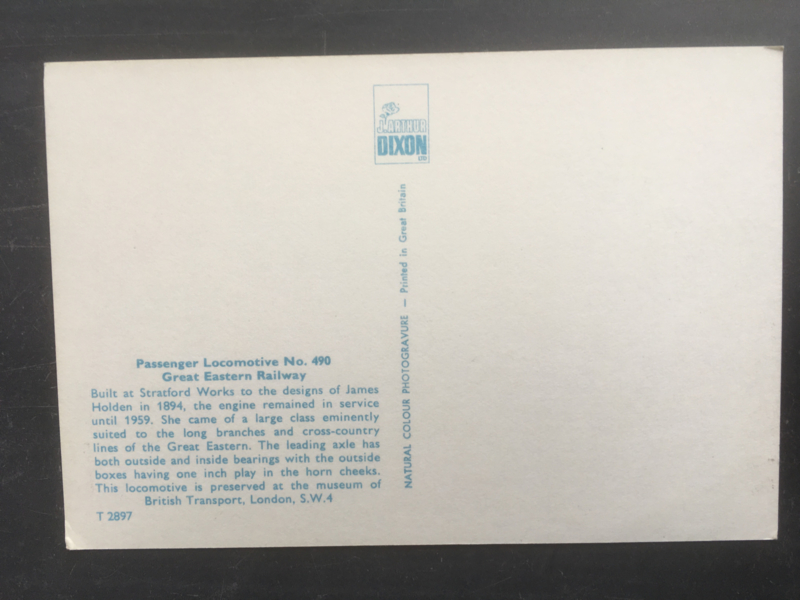 J. ARTHUR
DIXON
LTD
NATURAL COLOUR PHOTOGRAVURE — Printed in Great Britain
Passenger Locomotive No. 490
Great Eastern Railway
Built at Stratford Works to the designs of James
Holden in 1894, the engine remained in service
until 1959. She came of a large class eminently
suited to the long branches and cross-country
lines of the Great Eastern. The leading axle has
both outside and inside bearings with the outside
boxes having one inch play in the horn cheeks.
This locomotive is preserved at the museum of
British Transport, London, S.W.4
T 2897